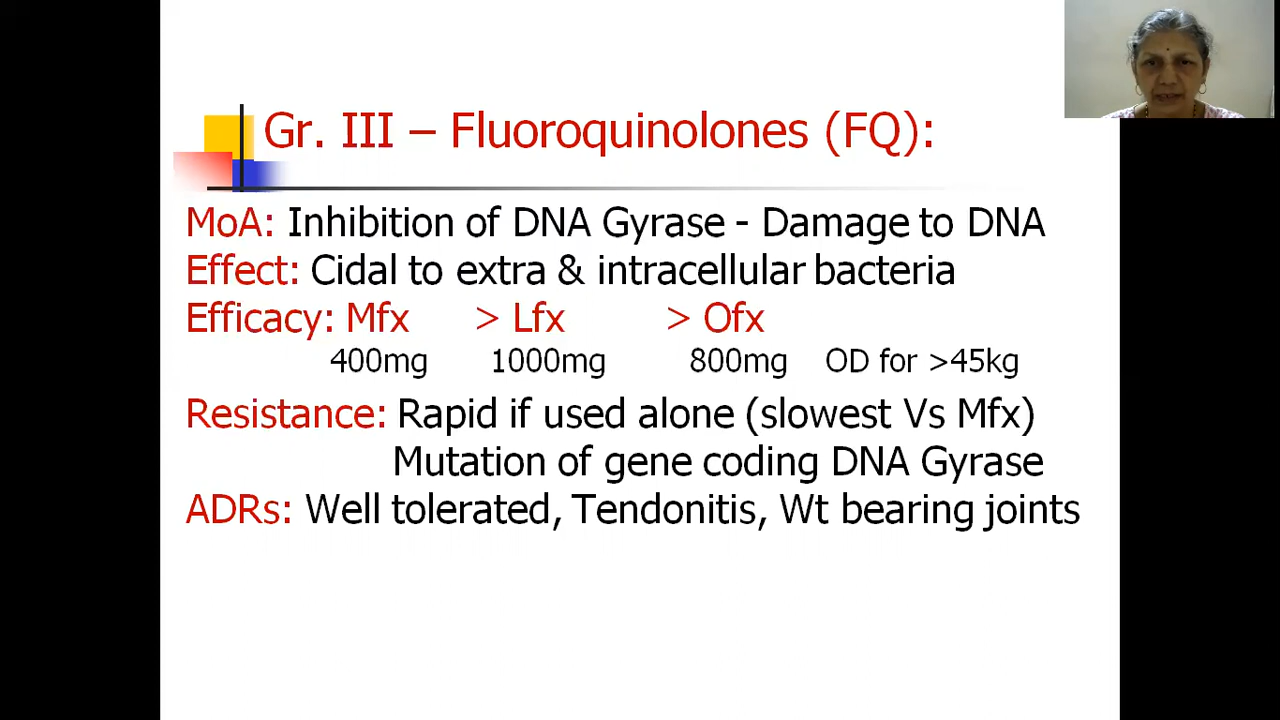 Gr. III – Fluoroquinolones (FQ):
MoA: Inhibition of DNA Gyrase - Damage to DNA
Effect: Cidal to extra & intracellular bacteria
Efficacy: Mfx > Lfx > Ofx
400mg 1000mg 800mg OD for >45kg
Resistance: Rapid if used alone (slowest Vs Mfx)
Mutation of gene coding DNA Gyrase
ADRs: Well tolerated, Tendonitis, Wt bearing joints